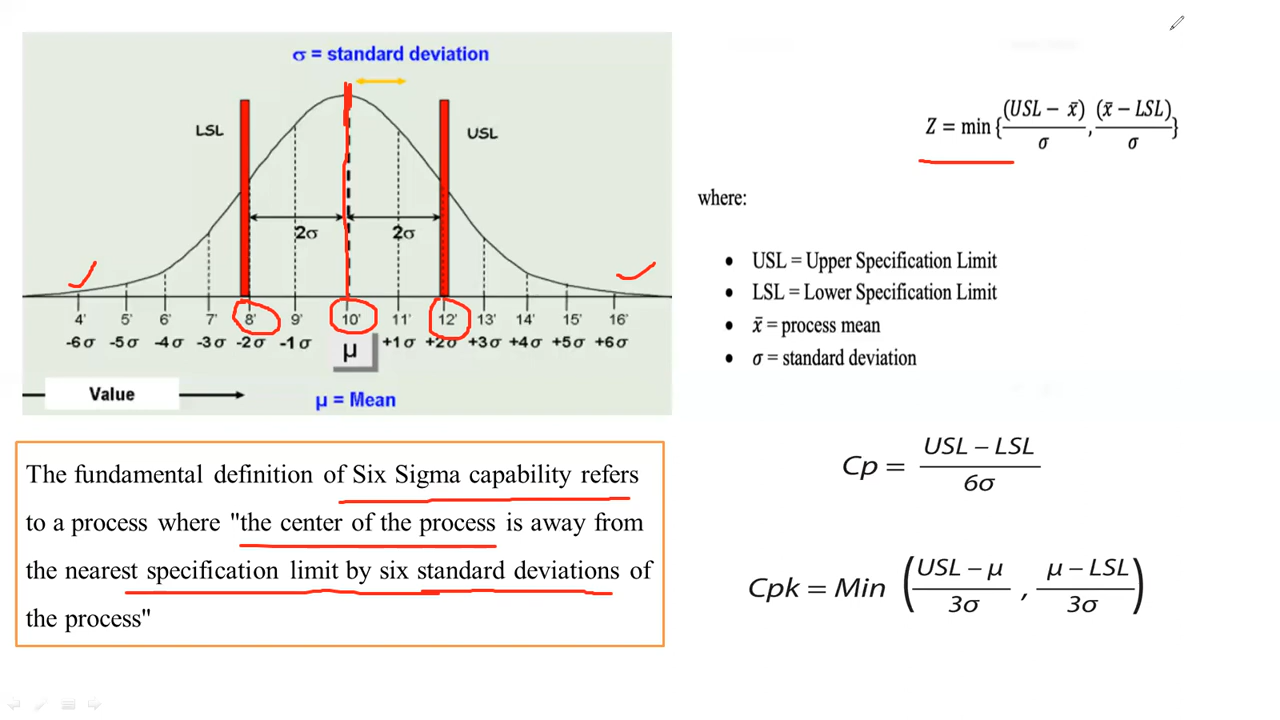 σ = standard deviation
LSL
USL
2σ
2σ
4' 5' 6' 7' 8' 9' 10' 11' 12' 13' 14' 15' 16'
-6σ -5σ -4σ -3σ -2σ -1σ μ +1σ +2σ +3σ +4σ +5σ +6σ
Value
μ = Mean
The fundamental definition of Six Sigma capability refers
to a process where "the center of the process is away from
the nearest specification limit by six standard deviations of
the process"
Z = min {(USL − x̄)/σ , (x̄ − LSL)/σ}
where:
• USL = Upper Specification Limit
• LSL = Lower Specification Limit
• x̄ = process mean
• σ = standard deviation
Cp = (USL − LSL)/6σ
Cpk = Min ((USL − μ)/3σ , (μ − LSL)/3σ)